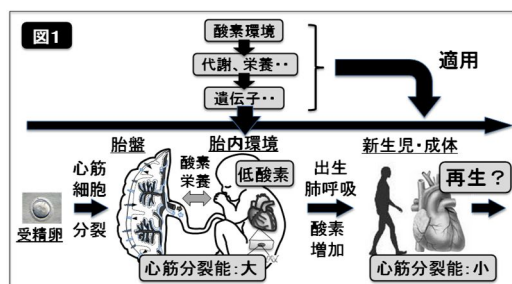 図1
酸素環境
代謝、栄養・・
遺伝子・・
適用
胎盤
胎内環境
新生児・成体
心筋
細胞
分裂
受精卵
酸素
栄養
低酸素
心筋分裂能:大
出生
肺呼吸
酸素
増加
再生?
心筋分裂能:小